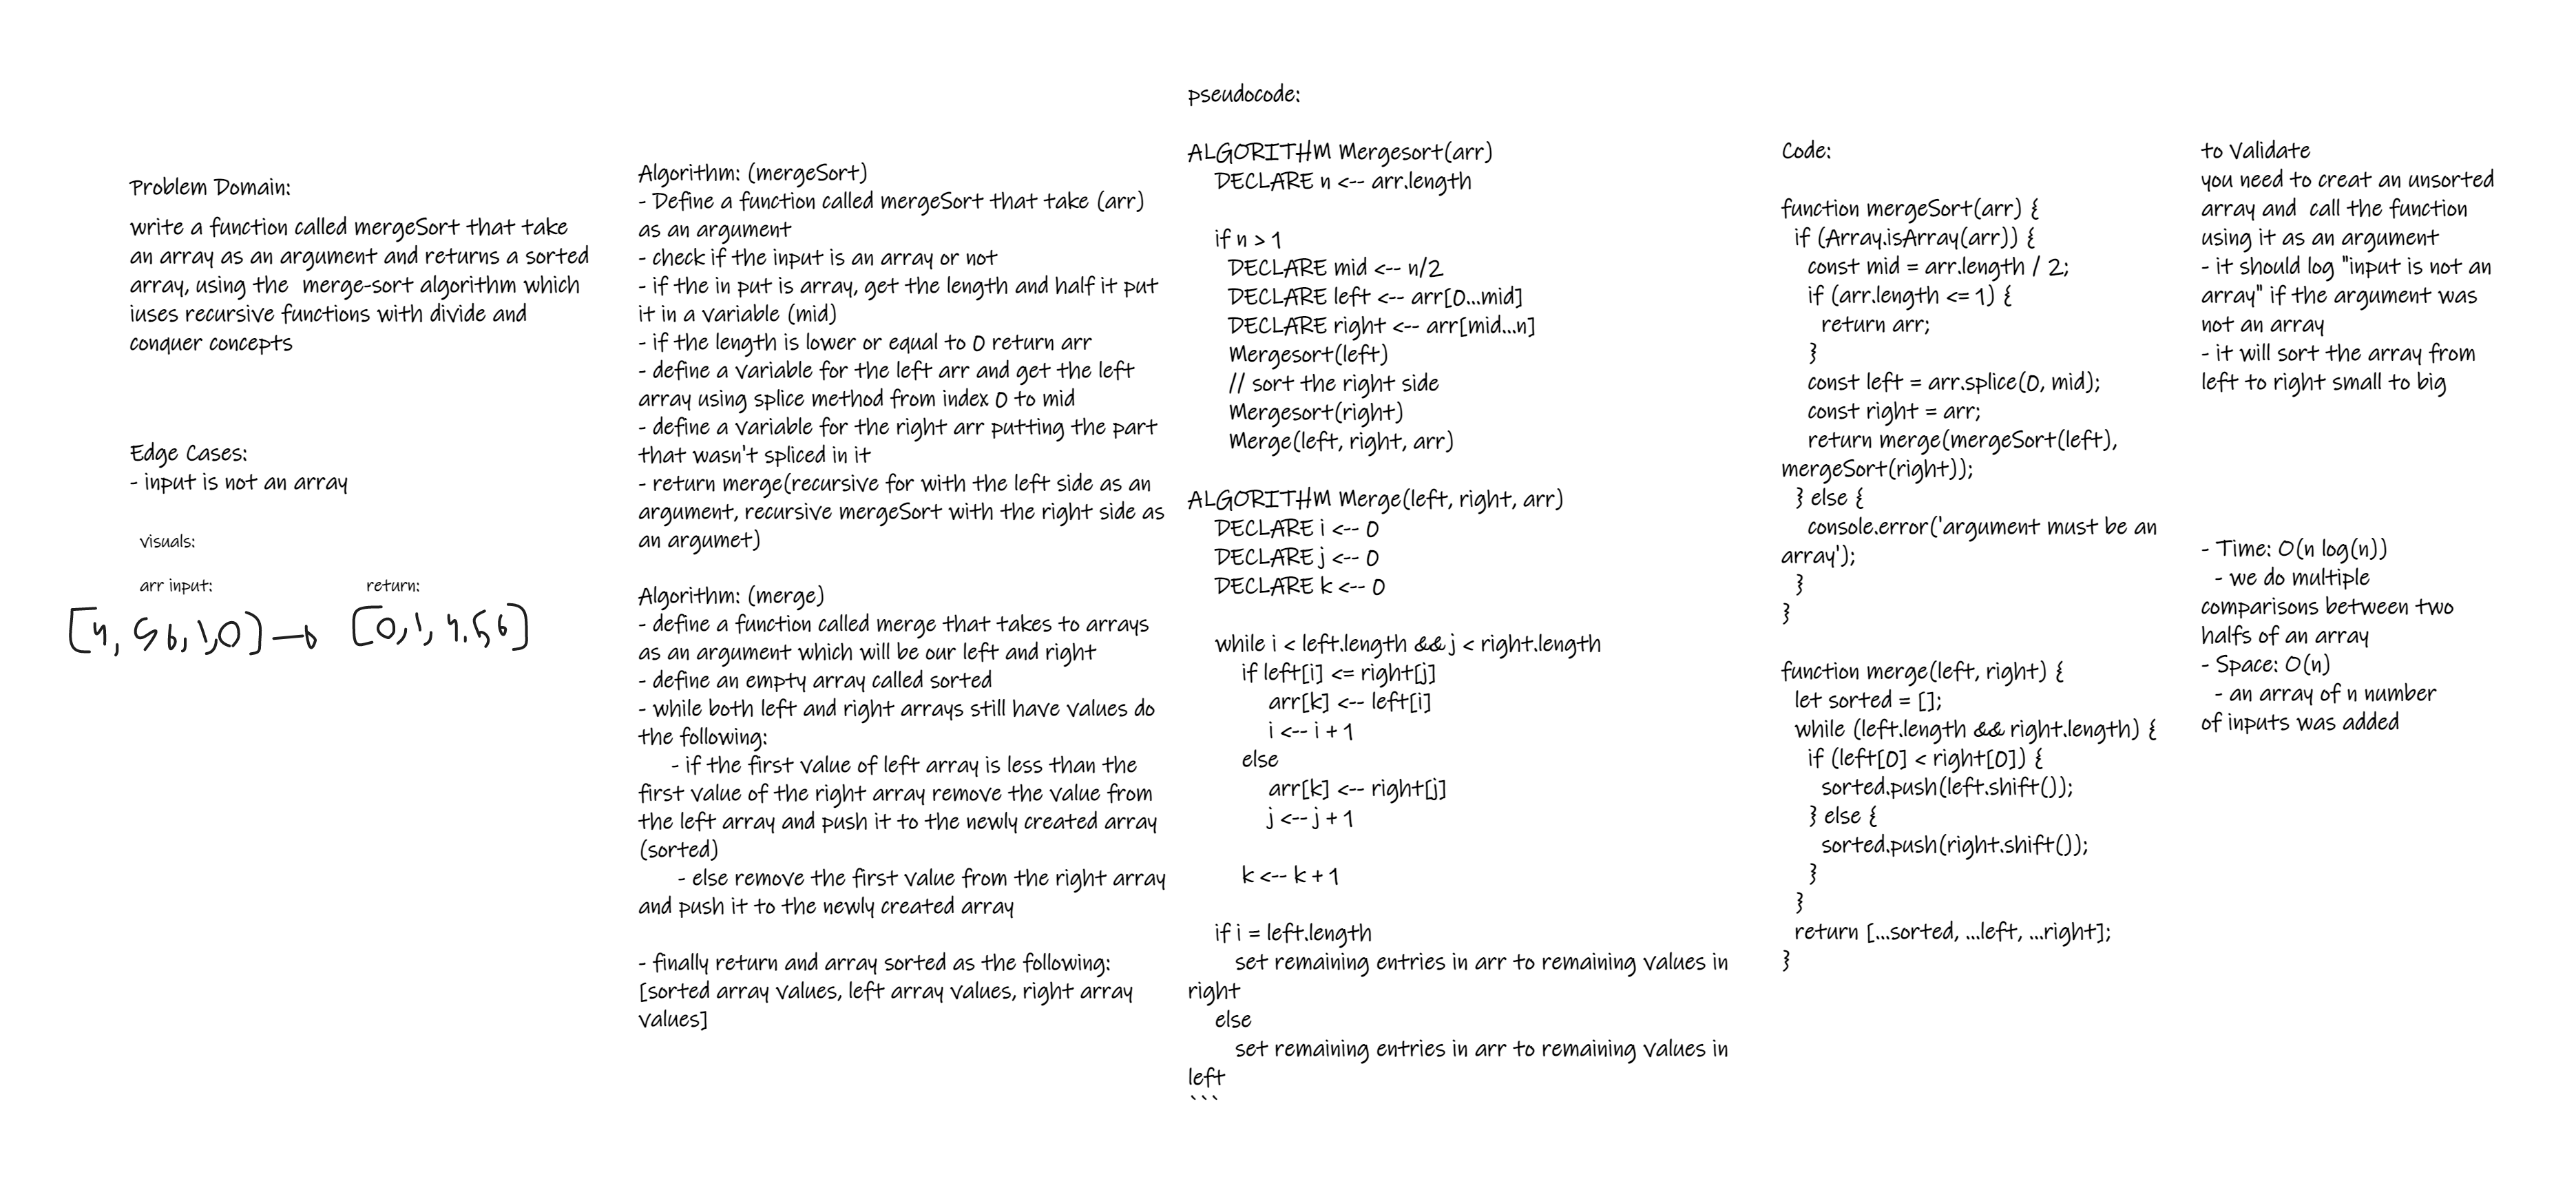 Problem Domain:
write a function called mergeSort that take
an array as an argument and returns a sorted
array, using the  merge-sort algorithm which
iuses recursive functions with divide and
conquer concepts
Edge Cases:
- input is not an array
visuals:
arr input:
return:
[4, 5 6, 1,0] → [0,1, 4,5,6]
Algorithm: (mergeSort)
- Define a function called mergeSort that take (arr)
as an argument
- check if the input is an array or not
- if the in put is array, get the length and half it put
it in a variable (mid)
- if the length is lower or equal to 0 return arr
- define a variable for the left arr and get the left
array using splice method from index 0 to mid
- define a variable for the right arr putting the part
that wasn't spliced in it
- return merge(recursive for with the left side as an
argument, recursive mergeSort with the right side as
an argumet)
Algorithm: (merge)
- define a function called merge that takes to arrays
as an argument which will be our left and right
- define an empty array called sorted
- while both left and right arrays still have values do
the following:
- if the first value of left array is less than the
first value of the right array remove the value from
the left array and push it to the newly created array
(sorted)
- else remove the first value from the right array
and push it to the newly created array
- finally return and array sorted as the following:
[sorted array values, left array values, right array
values]
pseudocode:
ALGORITHM Mergesort(arr)
DECLARE n <-- arr.length
if n > 1
DECLARE mid <-- n/2
DECLARE left <-- arr[0...mid]
DECLARE right <-- arr[mid...n]
Mergesort(left)
// sort the right side
Mergesort(right)
Merge(left, right, arr)
ALGORITHM Merge(left, right, arr)
DECLARE i <-- 0
DECLARE j <-- 0
DECLARE k <-- 0
while i < left.length && j < right.length
if left[i] <= right[j]
arr[k] <-- left[i]
i <-- i + 1
else
arr[k] <-- right[j]
j <-- j + 1
k <-- k + 1
if i = left.length
set remaining entries in arr to remaining values in
right
else
set remaining entries in arr to remaining values in
left
```
Code:
function mergeSort(arr) {
if (Array.isArray(arr)) {
const mid = arr.length / 2;
if (arr.length <= 1) {
return arr;
}
const left = arr.splice(0, mid);
const right = arr;
return merge(mergeSort(left),
mergeSort(right));
} else {
console.error('argument must be an
array');
}
}
function merge(left, right) {
let sorted = [];
while (left.length && right.length) {
if (left[0] < right[0]) {
sorted.push(left.shift());
} else {
sorted.push(right.shift());
}
}
return [...sorted, ...left, ...right];
}
to Validate
you need to creat an unsorted
array and  call the function
using it as an argument
- it should log "input is not an
array" if the argument was
not an array
- it will sort the array from
left to right small to big
- Time: O(n log(n))
- we do multiple
comparisons between two
halfs of an array
- Space: O(n)
- an array of n number
of inputs was added